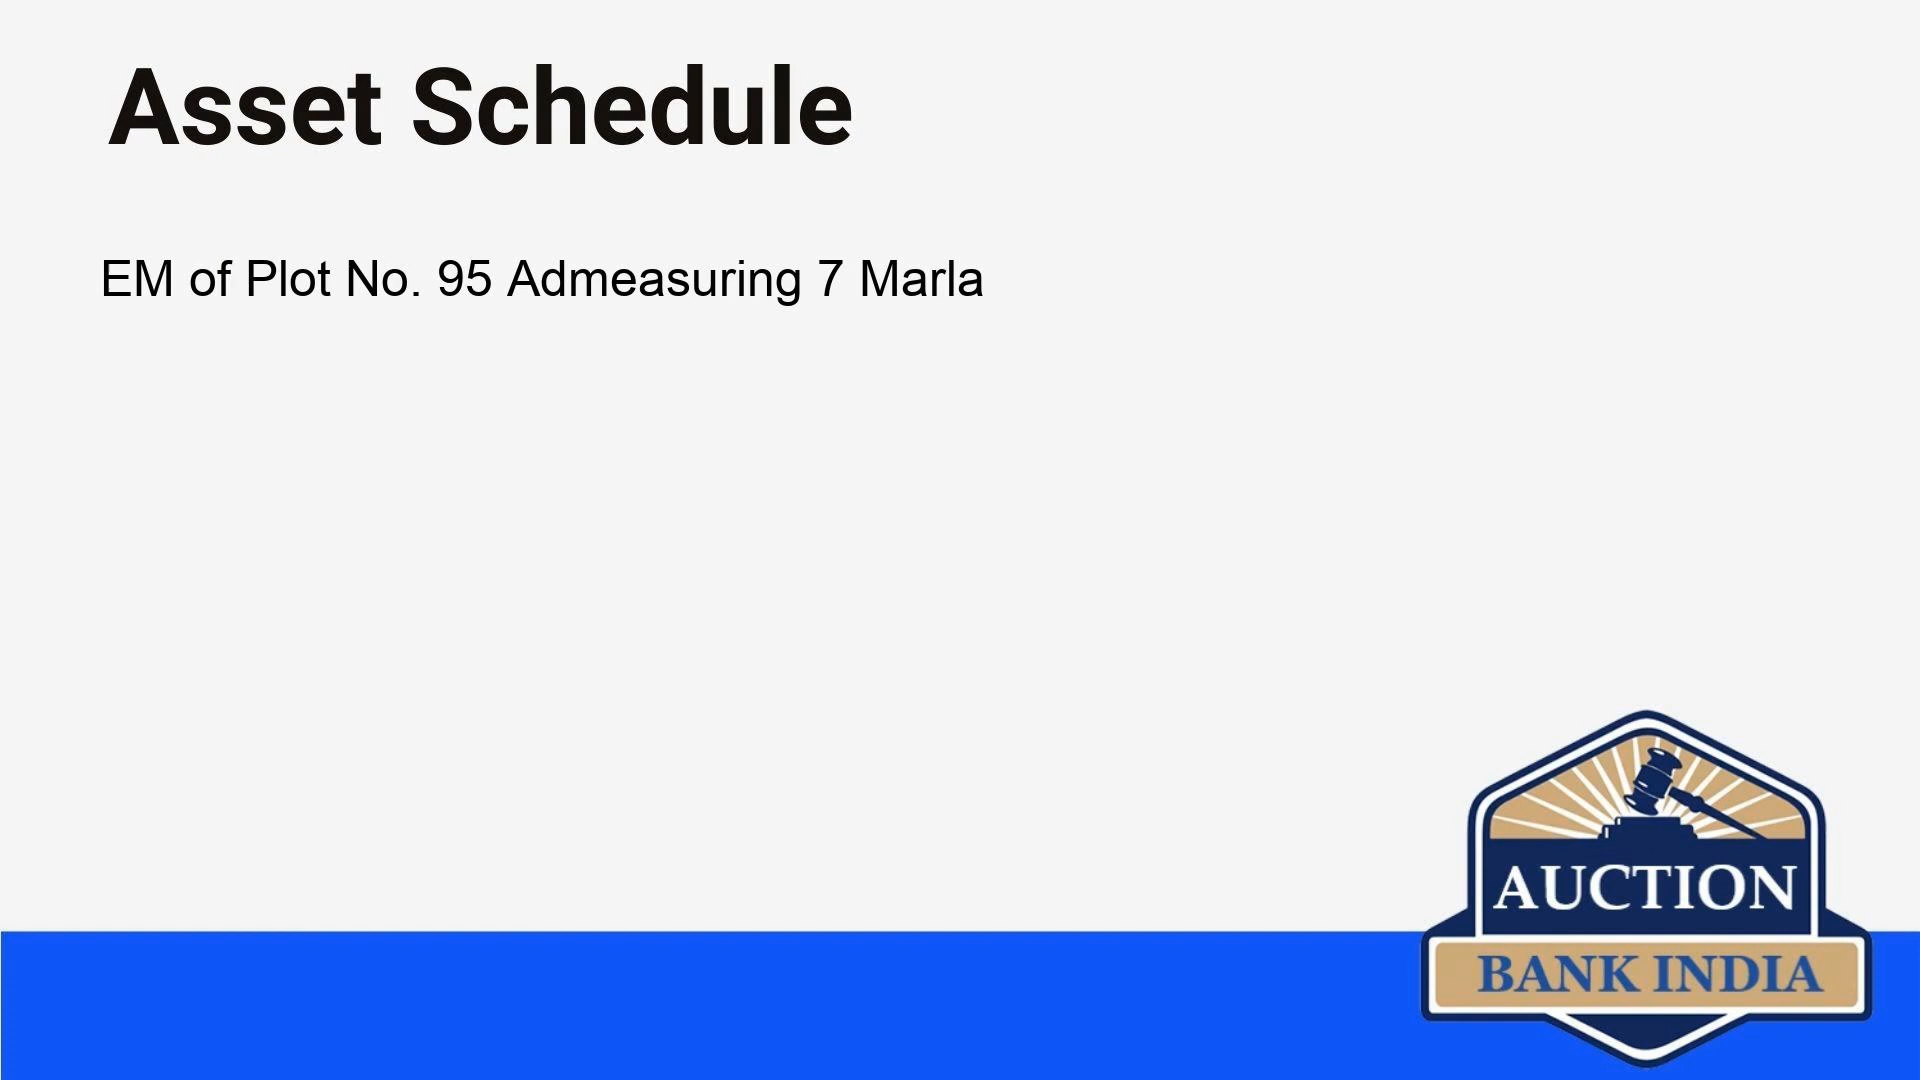 Asset Schedule
EM of Plot No. 95 Admeasuring 7 Marla
AUCTION
BANK INDIA